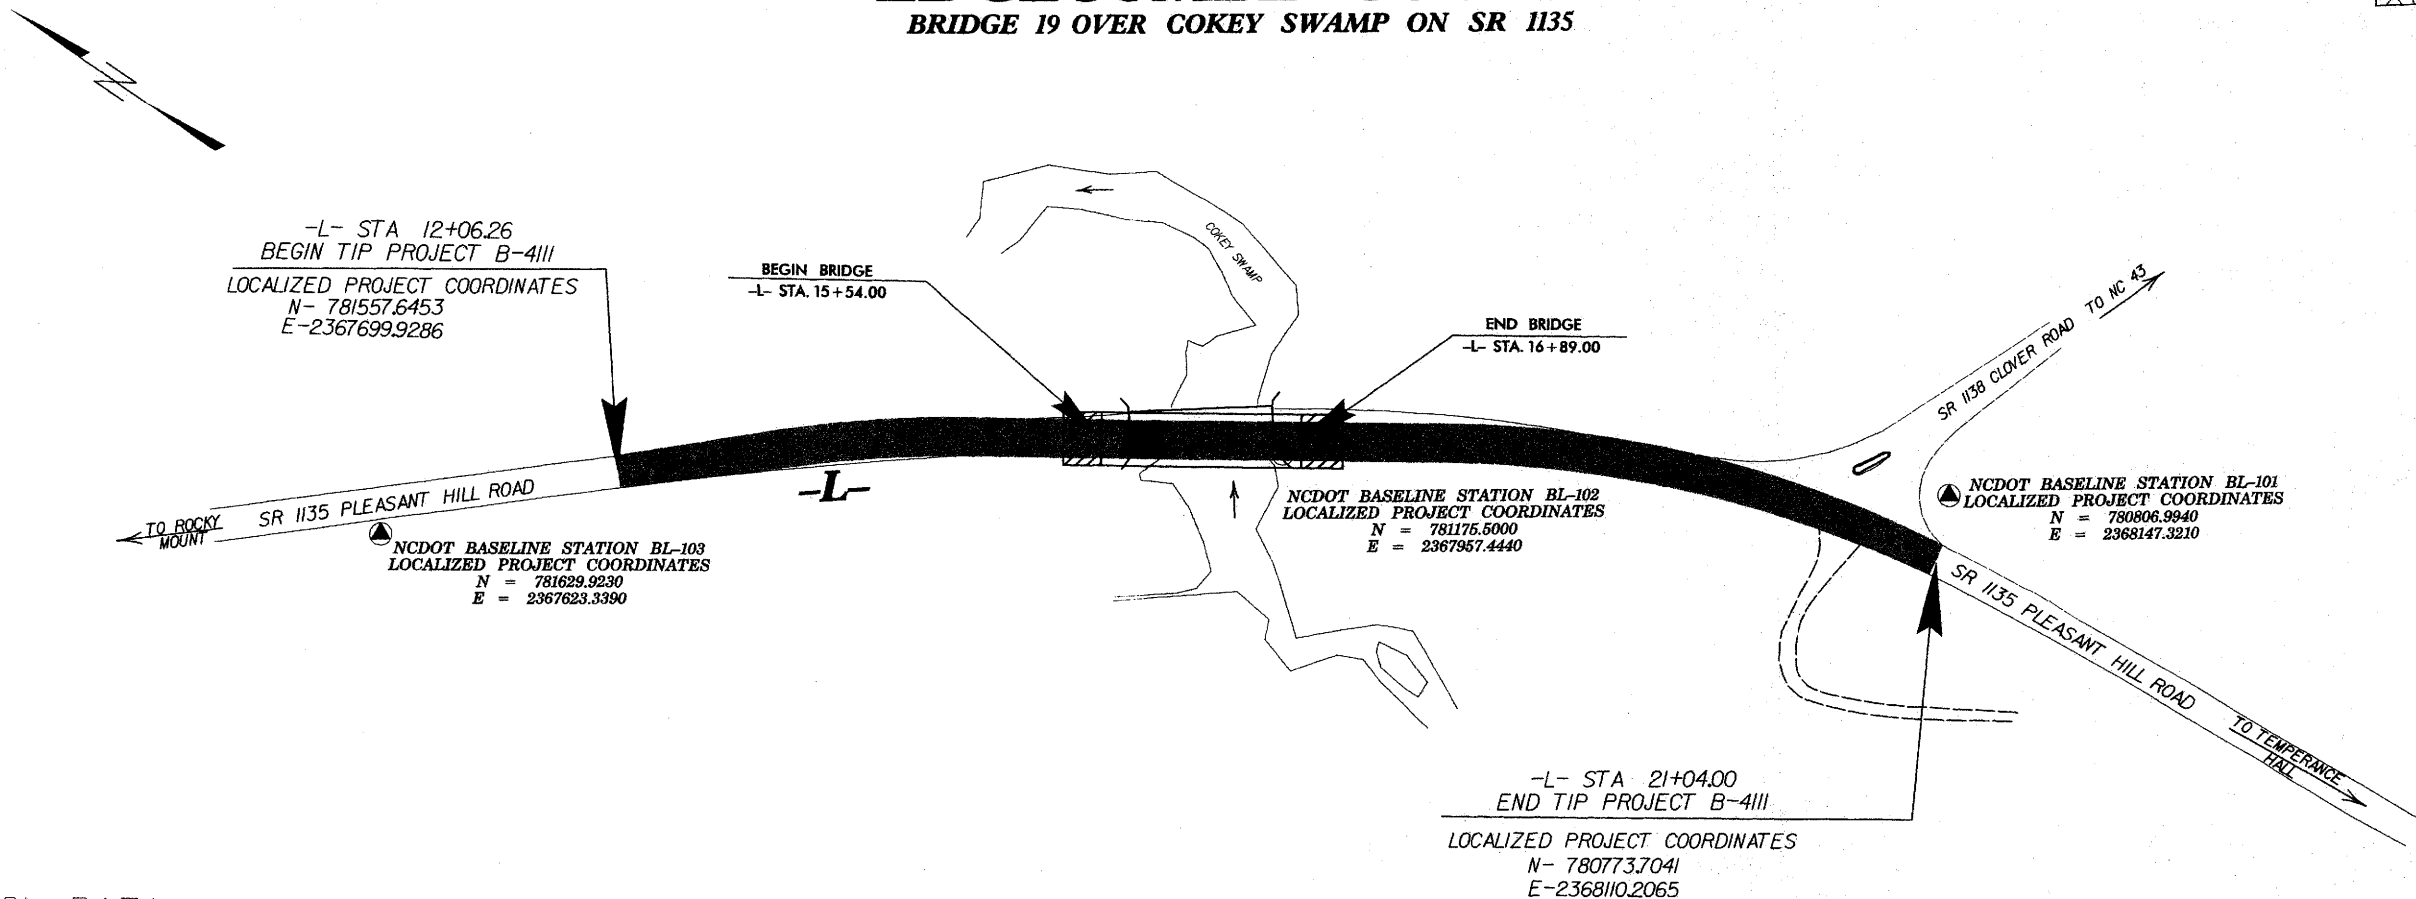 BRIDGE 19 OVER COKEY SWAMP ON SR 1135
-L- STA 12+06.26
BEGIN TIP PROJECT B-4111
LOCALIZED PROJECT COORDINATES
N- 781557.6453
E-2367699.9286
BEGIN BRIDGE
-L- STA. 15+54.00
COKEY SWAMP
END BRIDGE
-L- STA. 16+89.00
SR 1138 CLOVER ROAD
TO NC 43
TO ROCKY
MOUNT
SR 1135 PLEASANT HILL ROAD
-L-
NCDOT BASELINE STATION BL-103
LOCALIZED PROJECT COORDINATES
N = 781629.9230
E = 2367623.3390
NCDOT BASELINE STATION BL-102
LOCALIZED PROJECT COORDINATES
N = 781175.5000
E = 2367957.4440
NCDOT BASELINE STATION BL-101
LOCALIZED PROJECT COORDINATES
N = 780806.9940
E = 2368147.3210
SR 1135 PLEASANT HILL ROAD
TO TEMPERANCE
HALL
-L- STA 21+04.00
END TIP PROJECT B-4111
LOCALIZED PROJECT COORDINATES
N- 780773.7041
E-2368110.2065